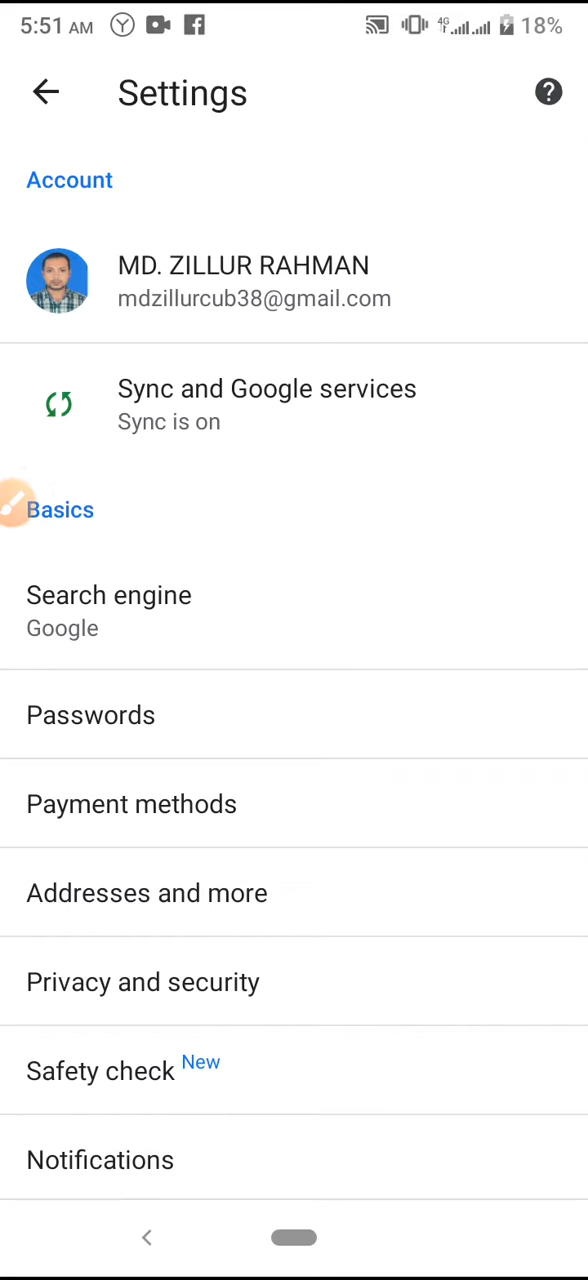 5:51 AM 4G 18%
Settings
Account
MD. ZILLUR RAHMAN
mdzillurcub38@gmail.com
Sync and Google services
Sync is on
Basics
Search engine
Google
Passwords
Payment methods
Addresses and more
Privacy and security
Safety check New
Notifications